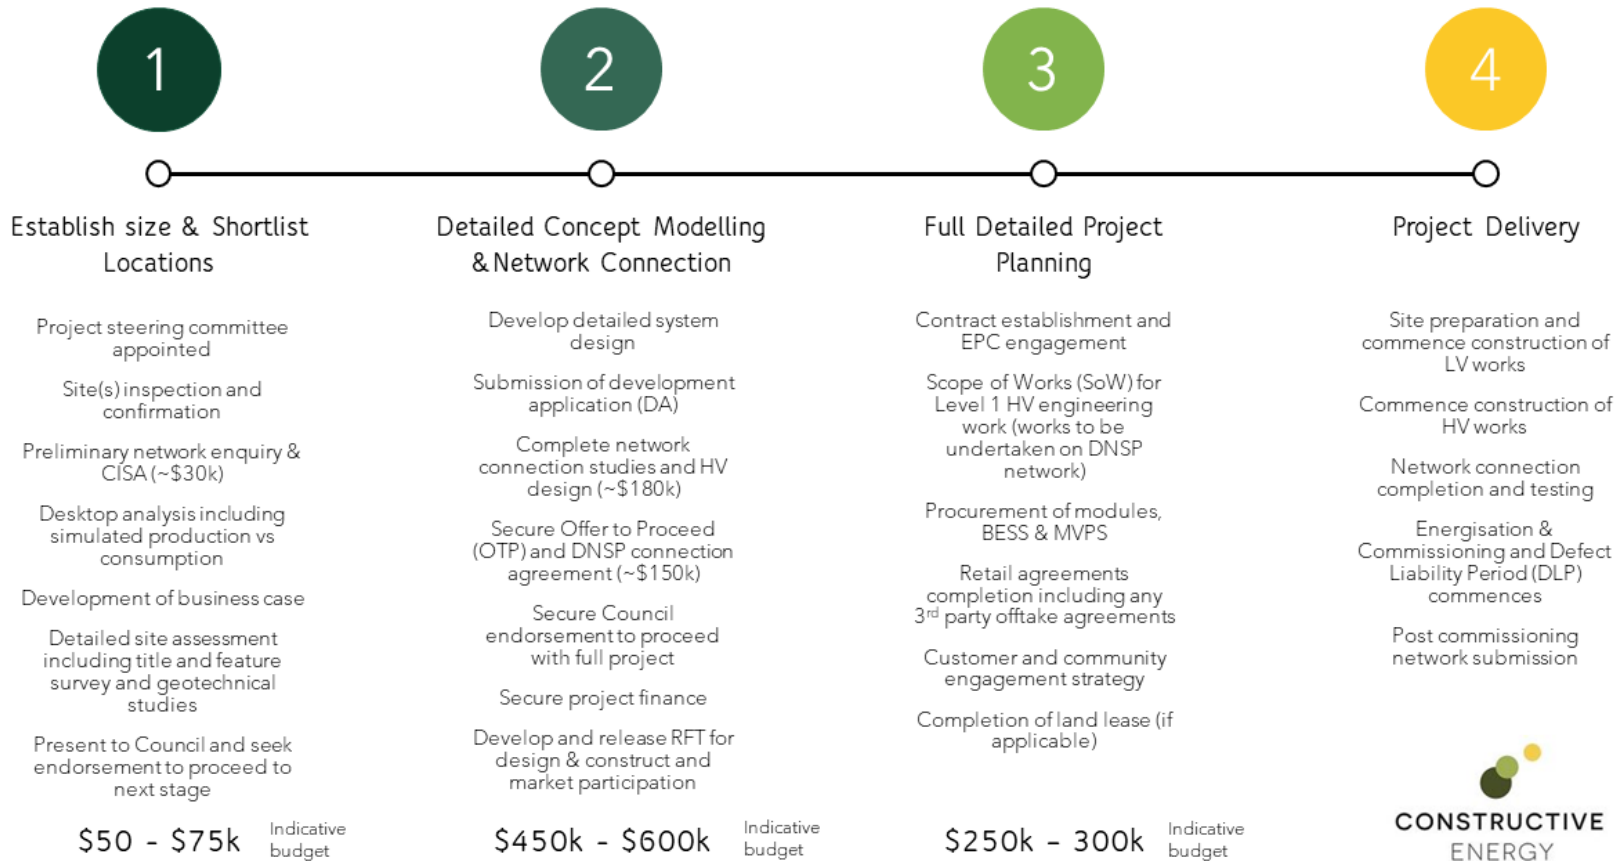 1
Establish size & Shortlist
Locations
Project steering committee
appointed
Site(s) inspection and
confirmation
Preliminary network enquiry &
CISA (~$30k)
Desktop analysis including
simulated production vs
consumption
Development of business case
Detailed site assessment
including title and feature
survey and geotechnical
studies
Present to Council and seek
endorsement to proceed to
next stage
$50 - $75k
Indicative
budget
2
Detailed Concept Modelling
& Network Connection
Develop detailed system
design
Submission of development
application (DA)
Complete network
connection studies and HV
design (~$180k)
Secure Offer to Proceed
(OTP) and DNSP connection
agreement (~$150k)
Secure Council
endorsement to proceed
with full project
Secure project finance
Develop and release RFT for
design & construct and
market participation
$450k - $600k
Indicative
budget
3
Full Detailed Project
Planning
Contract establishment and
EPC engagement
Scope of Works (SoW) for
Level 1 HV engineering
work (works to be
undertaken on DNSP
network)
Procurement of modules,
BESS & MVPS
Retail agreements
completion including any
3rd party offtake agreements
Customer and community
engagement strategy
Completion of land lease (if
applicable)
$250k - 300k
Indicative
budget
4
Project Delivery
Site preparation and
commence construction of
LV works
Commence construction of
HV works
Network connection
completion and testing
Energisation &
Commissioning and Defect
Liability Period (DLP)
commences
Post commissioning
network submission
CONSTRUCTIVE
ENERGY